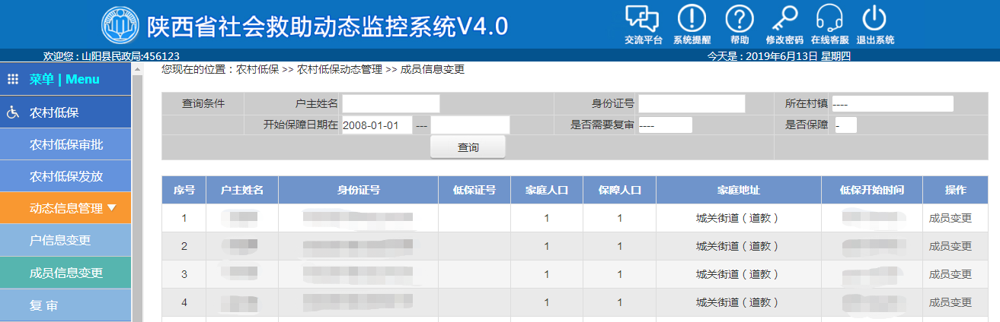 陕西省社会救助动态监控系统V4.0
交流平台 系统提醒 帮助 修改密码 在线客服 退出系统
欢迎您 : 山阳县民政局:456123
今天是 : 2019年6月13日 星期四
菜单 | Menu
农村低保
农村低保审批
农村低保发放
动态信息管理
户信息变更
成员信息变更
复 审
您现在的位置 : 农村低保 >> 农村低保动态管理 >> 成员信息变更
查询条件 户主姓名 身份证号 所在村镇 ----
开始保障日期在 2008-01-01 --- 是否需要复审 ---- 是否保障 -
查询
序号 户主姓名 身份证号 低保证号 家庭人口 保障人口 家庭地址 低保开始时间 操作
1 1 1 城关街道 ( 道教 ) 成员变更
2 1 1 城关街道 ( 道教 ) 成员变更
3 1 1 城关街道 ( 道教 ) 成员变更
4 1 1 城关街道 ( 道教 ) 成员变更